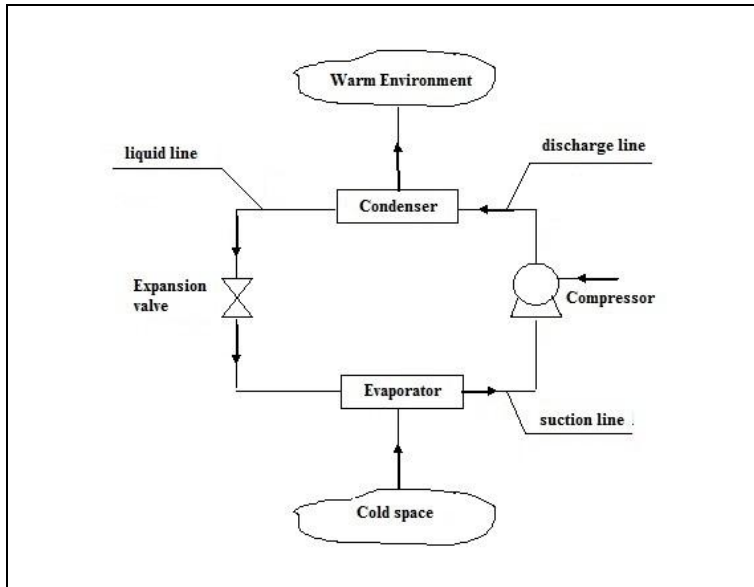 Warm Environment
liquid line
discharge line
Condenser
Expansion
valve
Compressor
Evaporator
suction line
Cold space